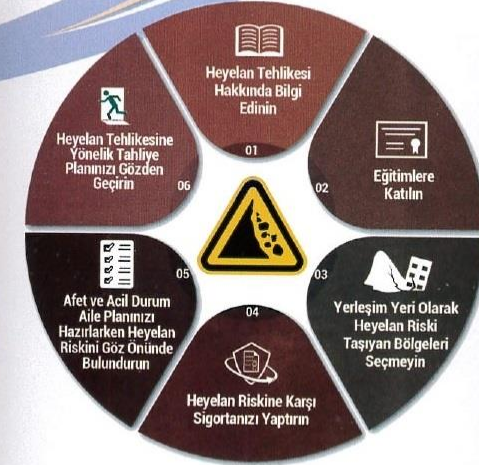 Heyelan Tehlikesi
Hakkında Bilgi
Edinin
01
Eğitimlere
Katılın
02
03
Yerleşim Yeri Olarak
Heyelan Riski
Taşıyan Bölgeleri
Seçmeyin
04
Heyelan Riskine Karşı
Sigortanızı Yaptırın
05
Afet ve Acil Durum
Aile Planınızı
Hazırlarken Heyelan
Riskini Göz Önünde
Bulundurun
Heyelan Tehlikesine
Yönelik Tahliye
Planınızı Gözden
Geçirin
06